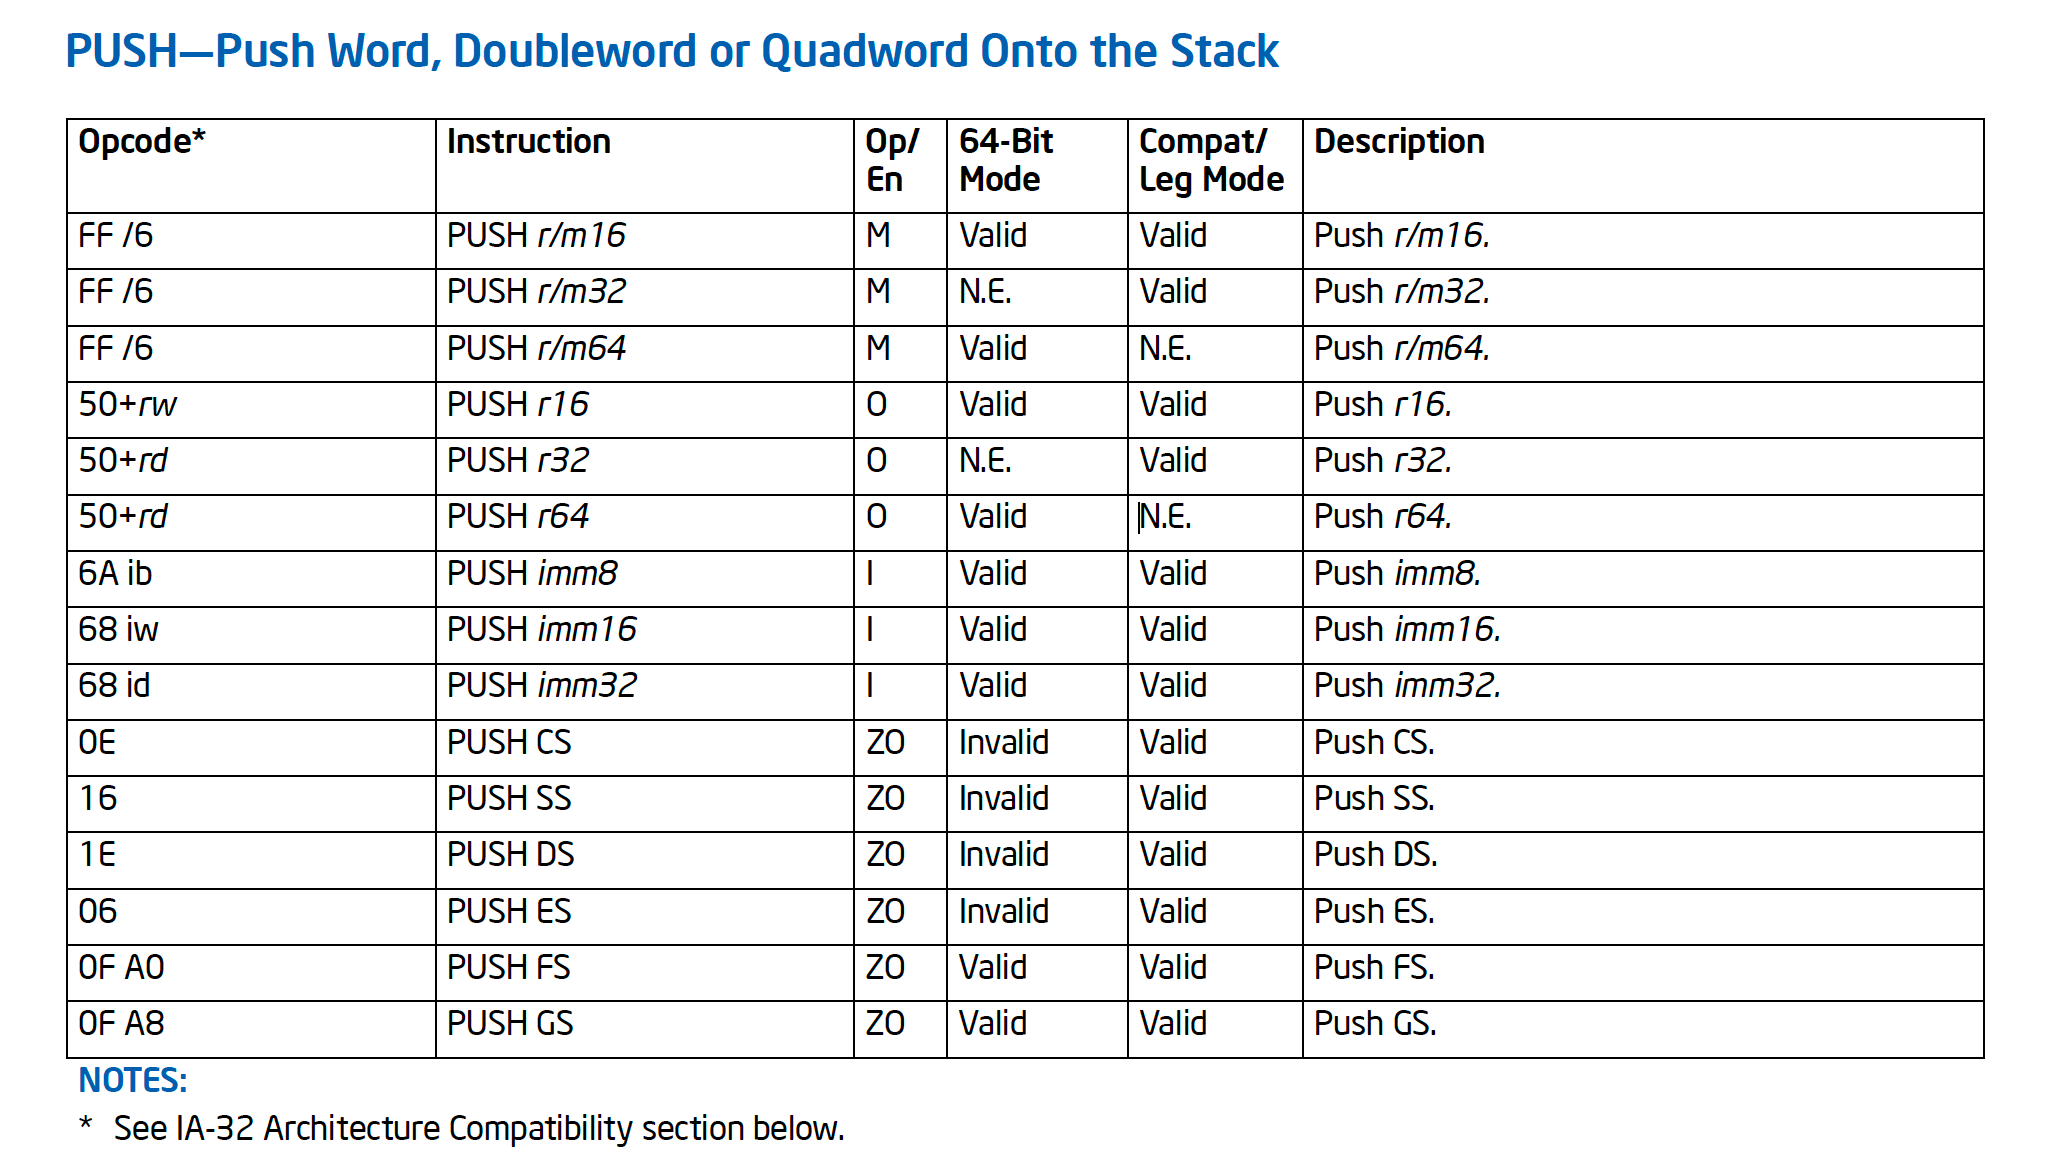 PUSH—Push Word, Doubleword or Quadword Onto the Stack
Opcode* Instruction Op/ En 64-Bit Mode Compat/ Leg Mode Description
FF /6 PUSH r/m16 M Valid Valid Push r/m16.
FF /6 PUSH r/m32 M N.E. Valid Push r/m32.
FF /6 PUSH r/m64 M Valid N.E. Push r/m64.
50+rw PUSH r16 O Valid Valid Push r16.
50+rd PUSH r32 O N.E. Valid Push r32.
50+rd PUSH r64 O Valid N.E. Push r64.
6A ib PUSH imm8 I Valid Valid Push imm8.
68 iw PUSH imm16 I Valid Valid Push imm16.
68 id PUSH imm32 I Valid Valid Push imm32.
0E PUSH CS ZO Invalid Valid Push CS.
16 PUSH SS ZO Invalid Valid Push SS.
1E PUSH DS ZO Invalid Valid Push DS.
06 PUSH ES ZO Invalid Valid Push ES.
0F A0 PUSH FS ZO Valid Valid Push FS.
0F A8 PUSH GS ZO Valid Valid Push GS.
NOTES:
* See IA-32 Architecture Compatibility section below.